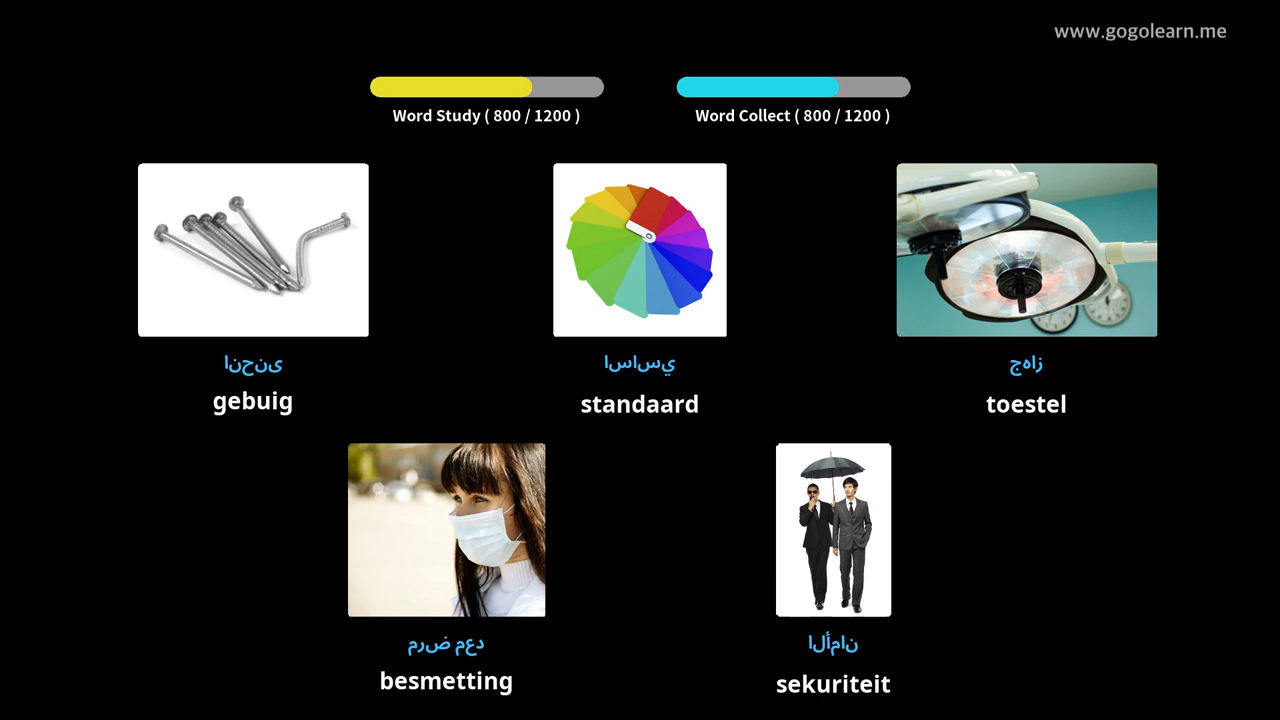 www.gogolearn.me
Word Study ( 800 / 1200 )
Word Collect ( 800 / 1200 )
انحنى
اساسي
جهاز
gebuig
standaard
toestel
مرض معد
الأمان
besmetting
sekuriteit